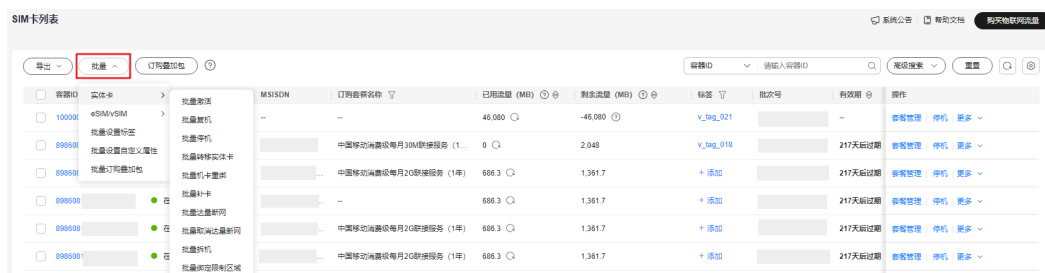 SIM卡列表 系统公告 帮助文档 购买物联网流量
导出 批量 订购叠加包 容器ID 请输入容器ID 高级搜索 重置
容器ID MSISDN 订购套餐名称 已用流量 (MB) 剩余流量 (MB) 标签 批次号 有效期 操作
实体卡
eSIM/vSIM
批量设置标签
批量设置自定义属性
批量订购叠加包
批量激活
批量复机
批量停机
批量转移实体卡
批量机卡重绑
批量补卡
批量达量断网
批量取消达量断网
批量拆机
批量绑定限制区域
10000 -- -- 46,080 -46,080 v_tag_021 -- 套餐管理 停机 更多
89860 中国移动消费级每月30M联接服务 (1... 0 2,048 v_tag_018 217天后过期 套餐管理 停机 更多
89860 ... 中国移动消费级每月2G联接服务 (1年) 686.3 1,361.7 + 添加 217天后过期 套餐管理 停机 更多
898608 在 ... -- 686.3 1,361.7 + 添加 217天后过期 套餐管理 停机 更多
898608 在 ... 中国移动消费级每月2G联接服务 (1年) 686.3 1,361.7 + 添加 217天后过期 套餐管理 停机 更多
898608 在 ... 中国移动消费级每月2G联接服务 (1年) 686.3 1,361.7 + 添加 217天后过期 套餐管理 停机 更多